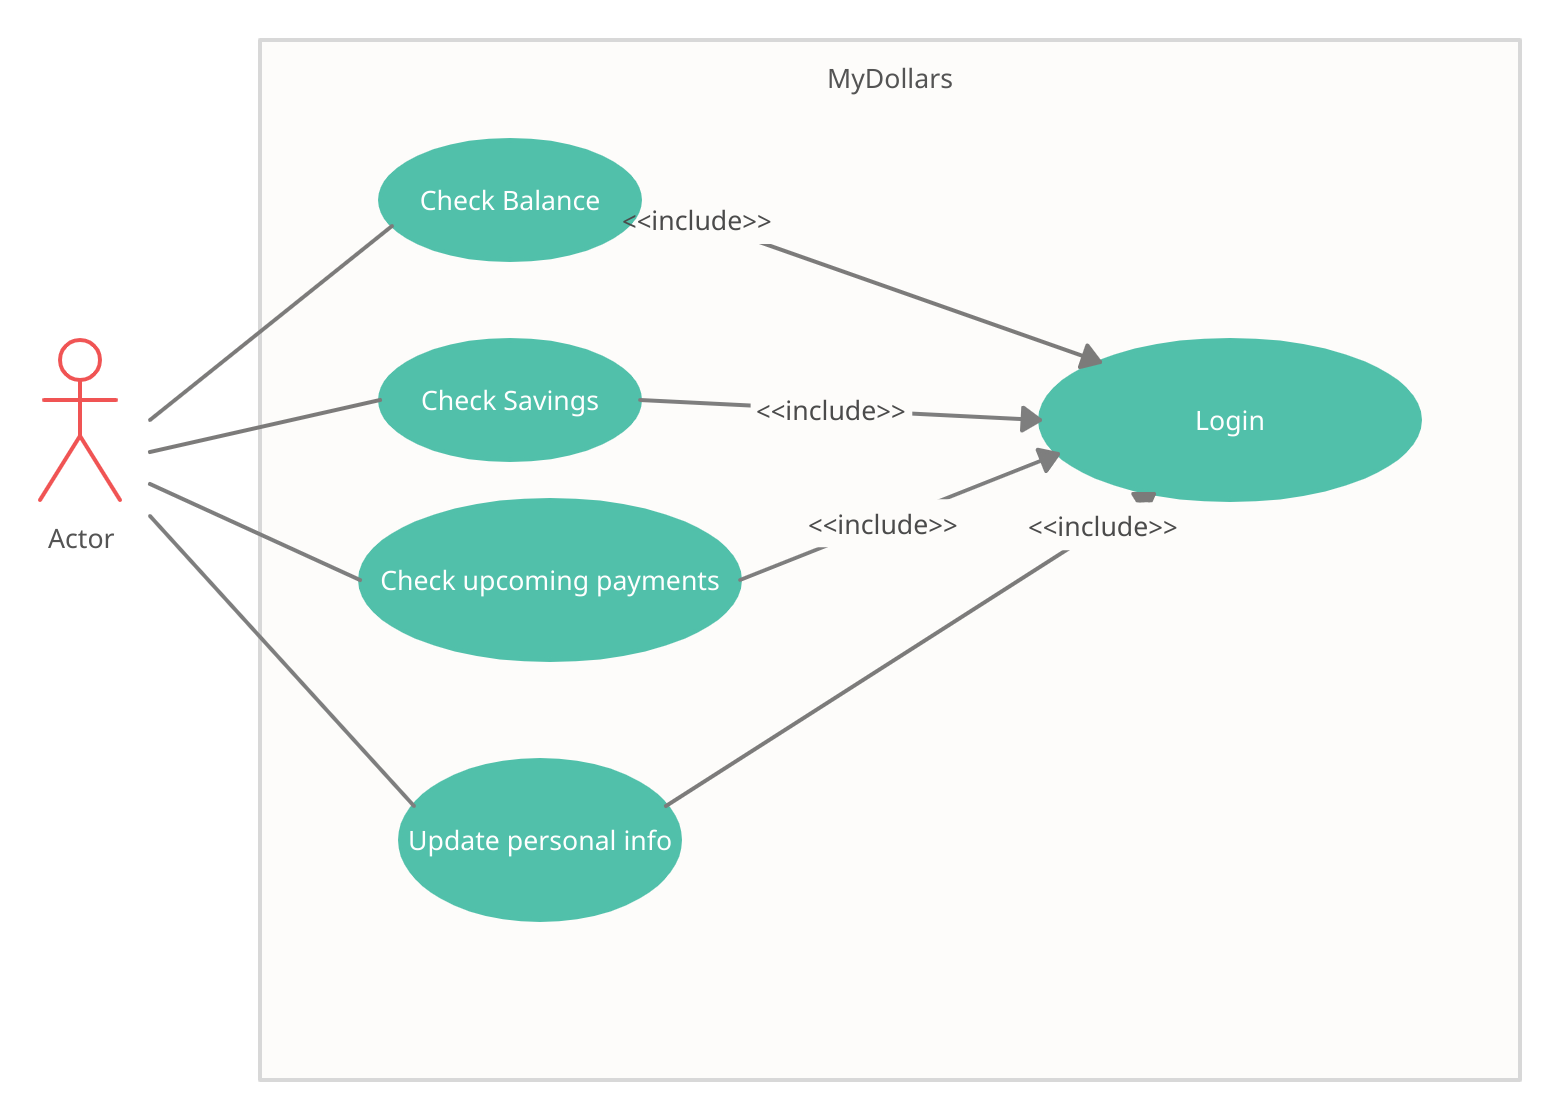 MyDollars
Check Balance
<<include>>
Check Savings
<<include>>
Login
Actor
<<include>>
<<include>>
Check upcoming payments
Update personal info